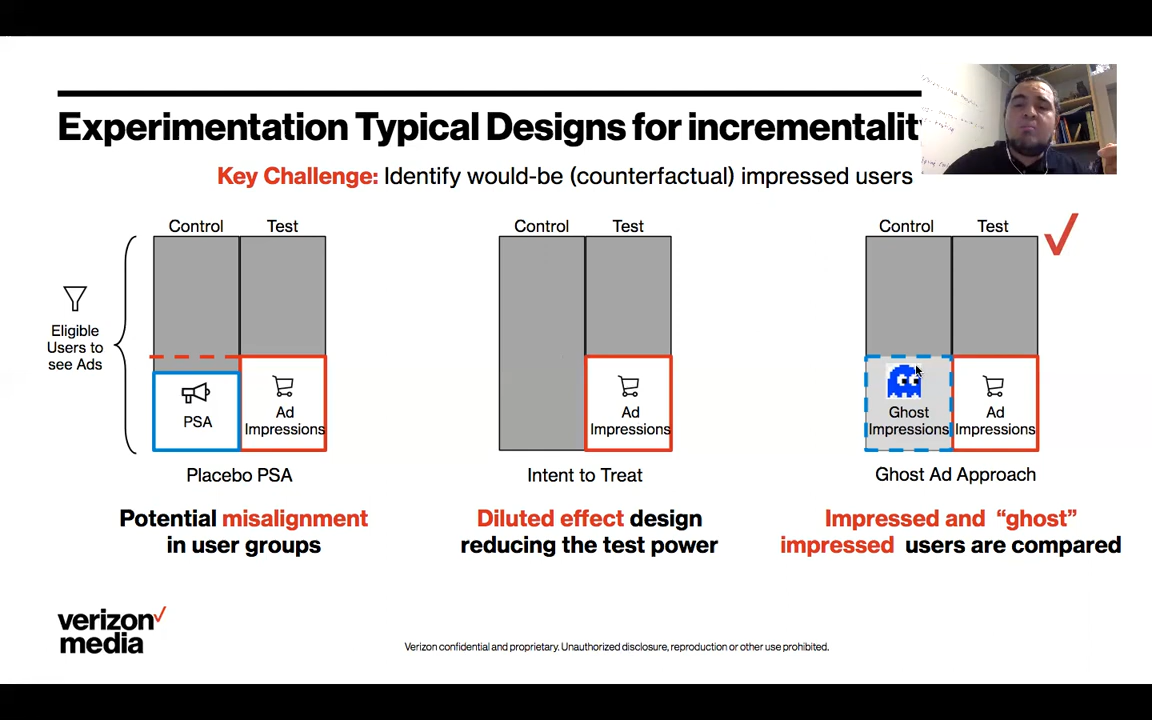 Experimentation Typical Designs for incrementality
Key Challenge: Identify would-be (counterfactual) impressed users
Control Test
Control Test
Control Test
Eligible
Users to
see Ads
PSA
Ad
Impressions
Ad
Impressions
Ghost
Impressions
Ad
Impressions
Placebo PSA
Intent to Treat
Ghost Ad Approach
Potential misalignment
in user groups
Diluted effect design
reducing the test power
Impressed and “ghost”
impressed users are compared
verizon✓
media
Verizon confidential and proprietary. Unauthorized disclosure, reproduction or other use prohibited.